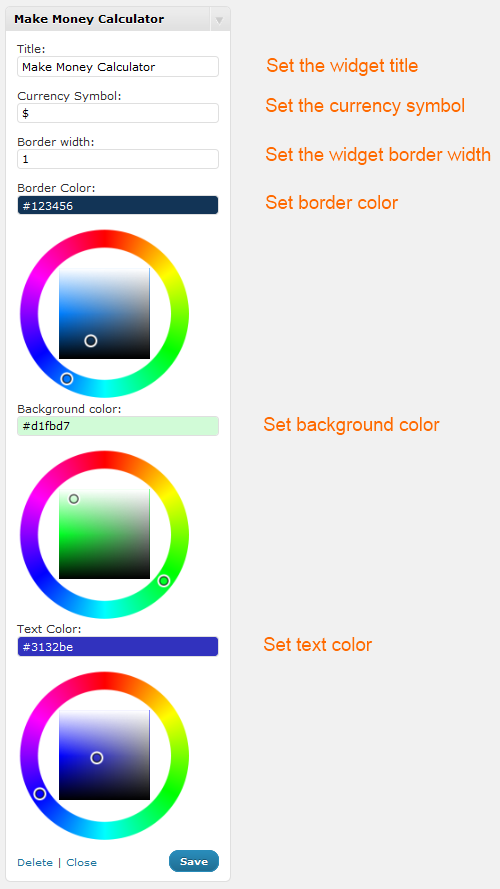 Make Money Calculator
Title:
Make Money Calculator
Set the widget title
Currency Symbol:
$
Set the currency symbol
Border width:
1
Set the widget border width
Border Color:
#123456
Set border color
Background color:
#d1fbd7
Set background color
Text Color:
#3132be
Set text color
Delete | Close
Save